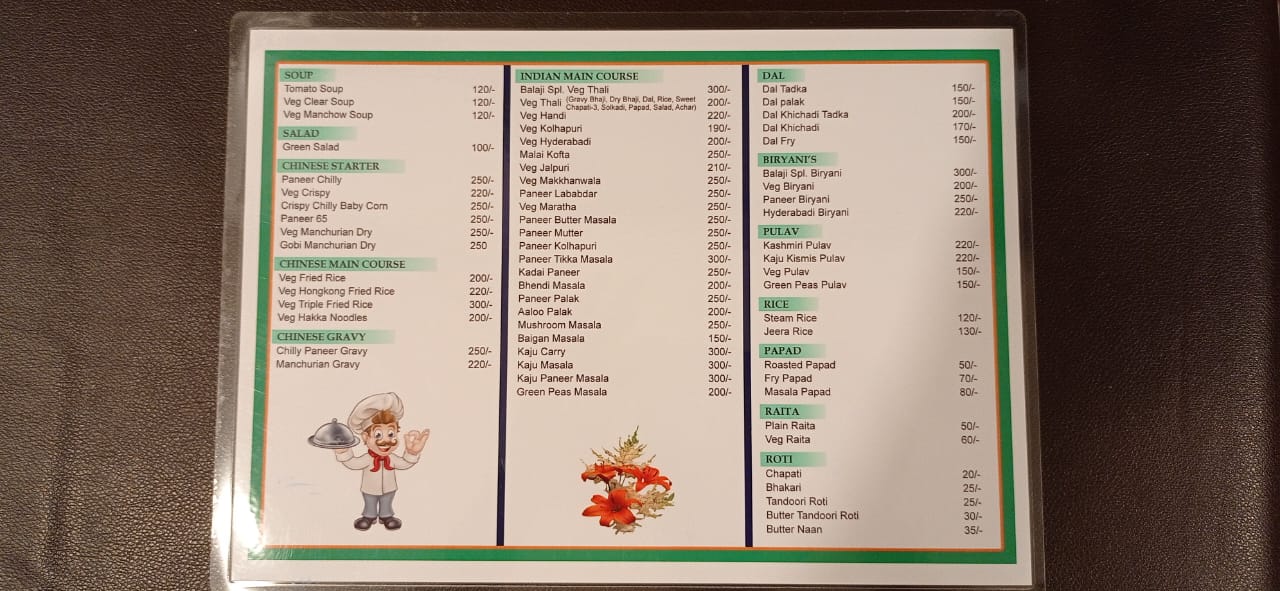 SOUP
Tomato Soup 120/-
Veg Clear Soup 120/-
Veg Manchow Soup 120/-
SALAD
Green Salad 100/-
CHINESE STARTER
Paneer Chilly 250/-
Veg Crispy 220/-
Crispy Chilly Baby Corn 250/-
Paneer 65 250/-
Veg Manchurian Dry 250/-
Gobi Manchurian Dry 250
CHINESE MAIN COURSE
Veg Fried Rice 200/-
Veg Hongkong Fried Rice 220/-
Veg Triple Fried Rice 300/-
Veg Hakka Noodles 200/-
CHINESE GRAVY
Chilly Paneer Gravy 250/-
Manchurian Gravy 220/-
INDIAN MAIN COURSE
Balaji Spl. Veg Thali 300/-
Veg Thali (Gravy Bhaji, Dry Bhaji, Dal, Rice, Sweet 200/-
Chapati-3, Solkadi, Papad, Salad, Achar)
Veg Handi 220/-
Veg Kolhapuri 190/-
Veg Hyderabadi 200/-
Malai Kofta 250/-
Veg Jaipuri 210/-
Veg Makkhanwala 250/-
Paneer Lababdar 250/-
Veg Maratha 250/-
Paneer Butter Masala 250/-
Paneer Mutter 250/-
Paneer Kolhapuri 250/-
Paneer Tikka Masala 300/-
Kadai Paneer 250/-
Bhendi Masala 200/-
Paneer Palak 250/-
Aaloo Palak 200/-
Mushroom Masala 250/-
Baigan Masala 150/-
Kaju Carry 300/-
Kaju Masala 300/-
Kaju Paneer Masala 300/-
Green Peas Masala 200/-
DAL
Dal Tadka 150/-
Dal palak 150/-
Dal Khichadi Tadka 200/-
Dal Khichadi 170/-
Dal Fry 150/-
BIRYANI'S
Balaji Spl. Biryani 300/-
Veg Biryani 200/-
Paneer Biryani 250/-
Hyderabadi Biryani 220/-
PULAV
Kashmiri Pulav 220/-
Kaju Kismis Pulav 220/-
Veg Pulav 150/-
Green Peas Pulav 150/-
RICE
Steam Rice 120/-
Jeera Rice 130/-
PAPAD
Roasted Papad 50/-
Fry Papad 70/-
Masala Papad 80/-
RAITA
Plain Raita 50/-
Veg Raita 60/-
ROTI
Chapati 20/-
Bhakari 25/-
Tandoori Roti 25/-
Butter Tandoori Roti 30/-
Butter Naan 35/-